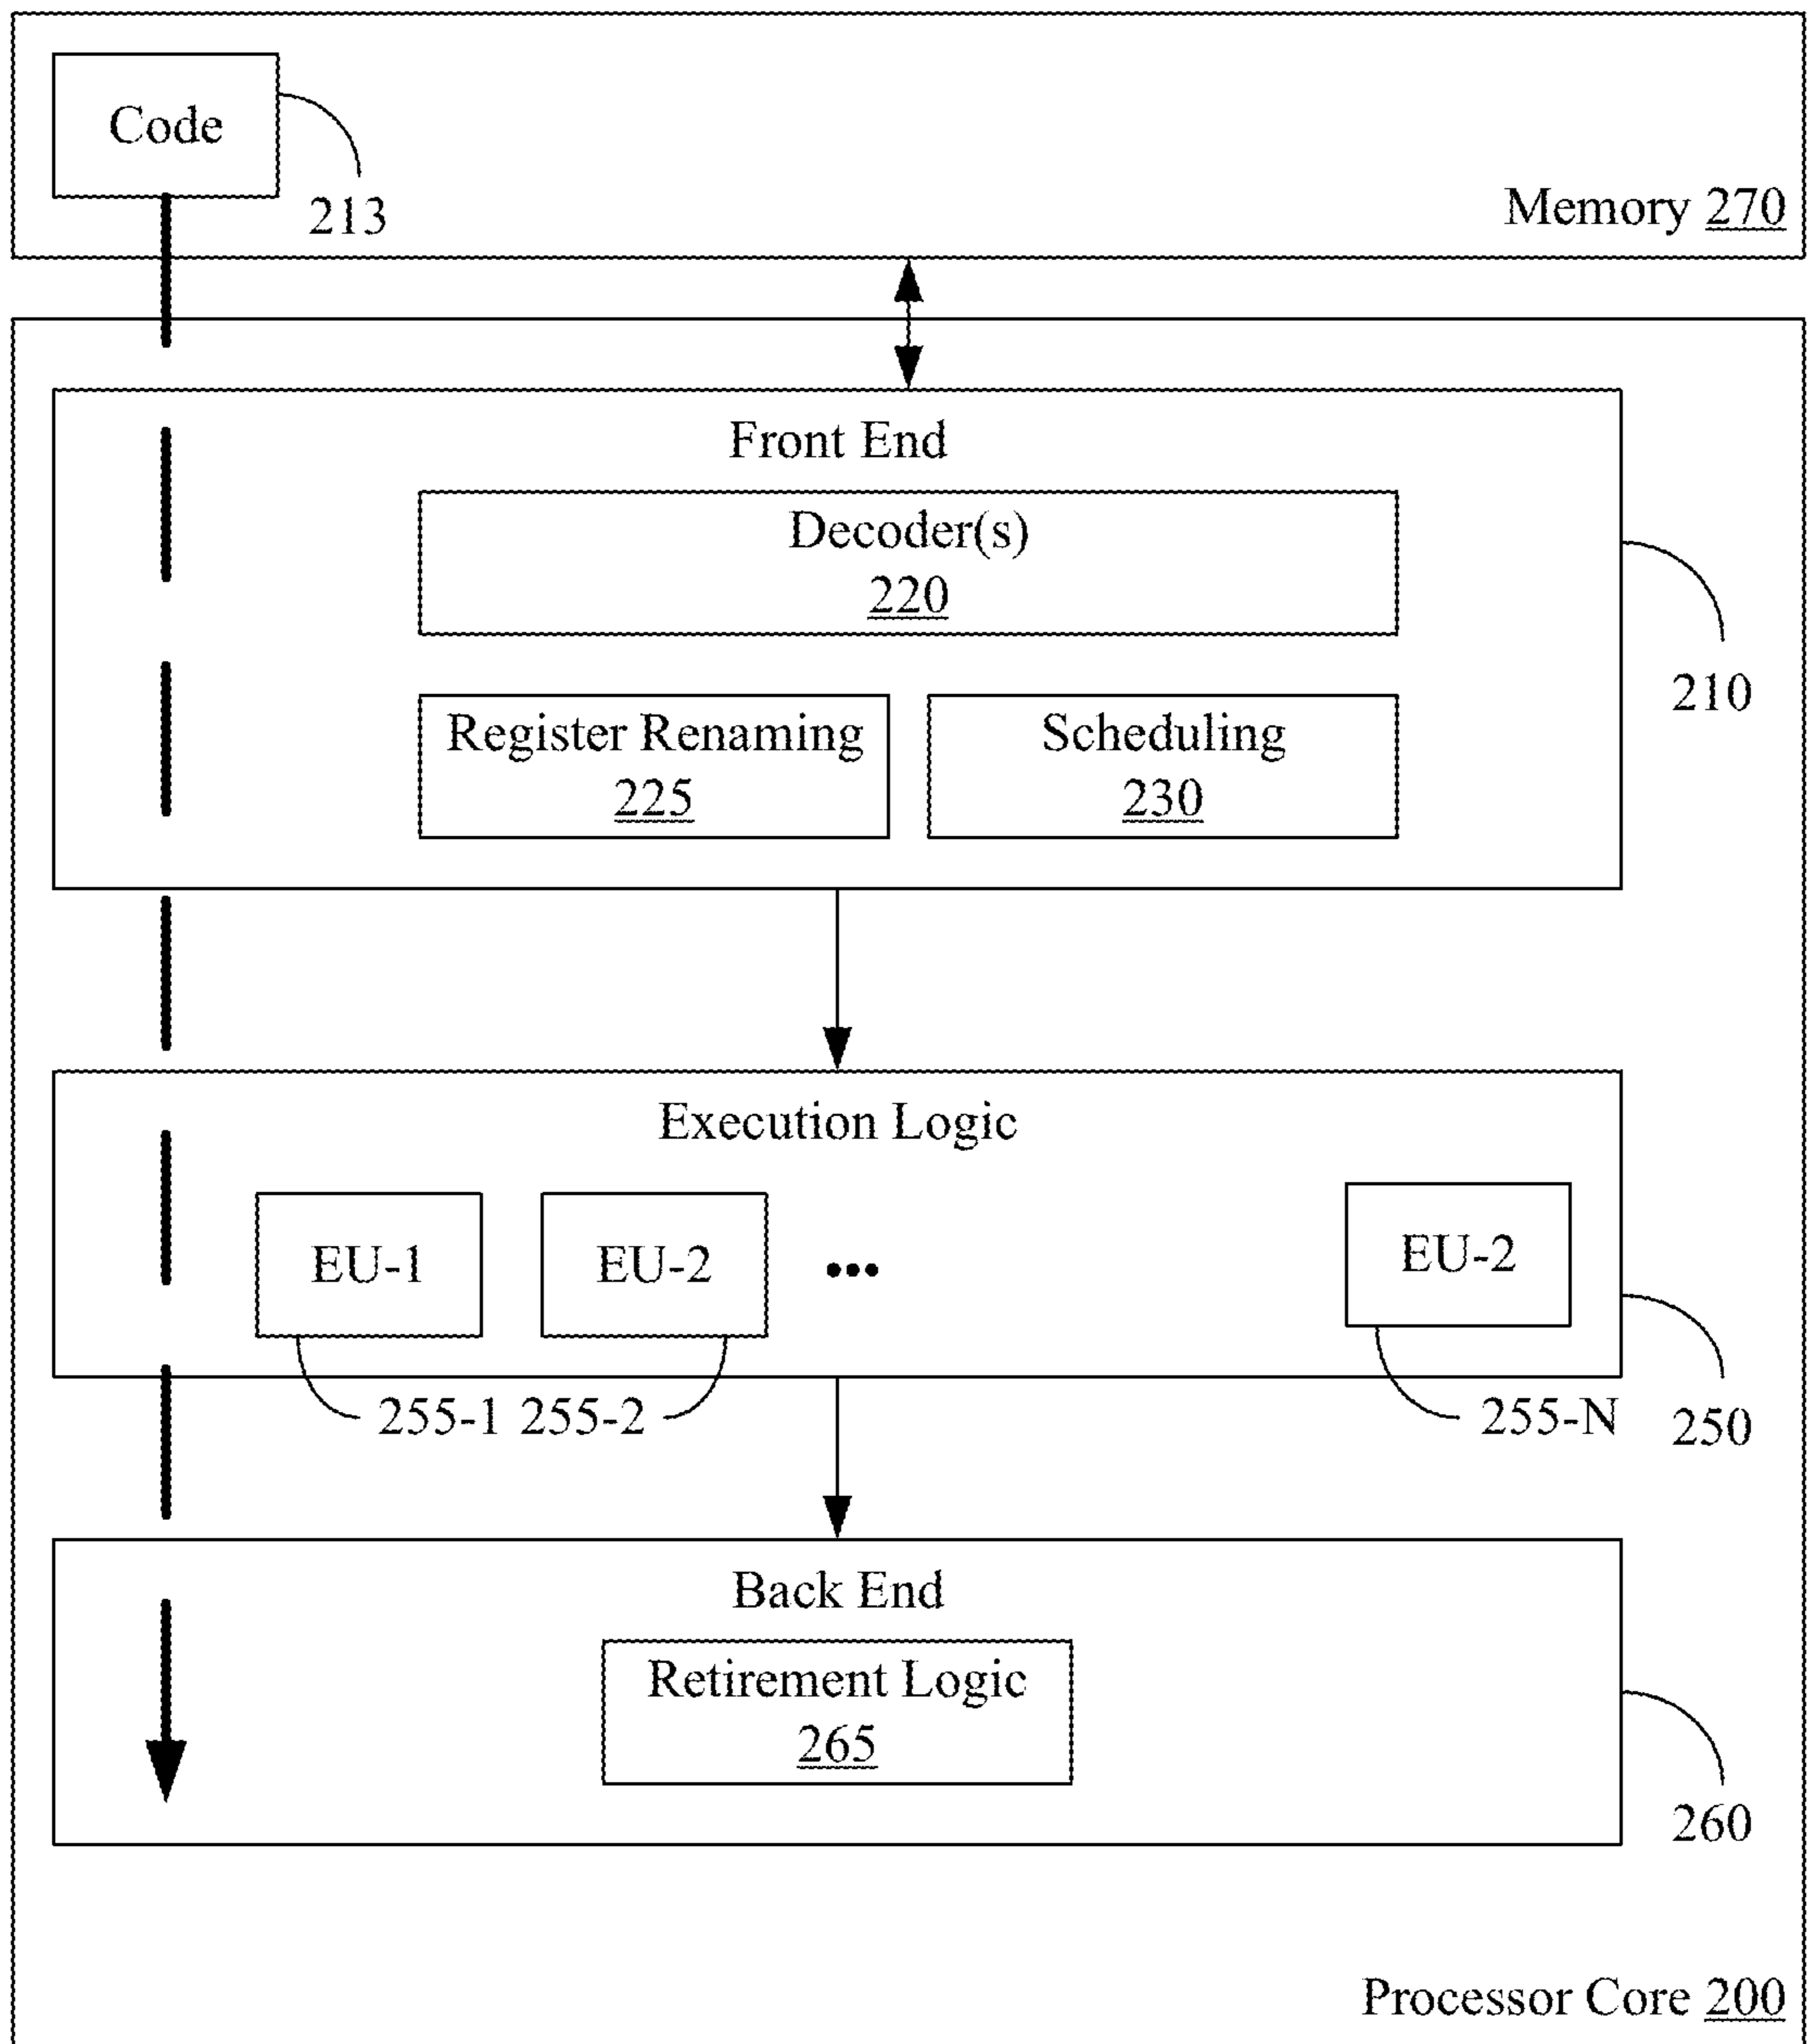 Code
213
Memory 270
Front End
Decoder(s)
220
210
Register Renaming
225
Scheduling
230
Execution Logic
EU-1
EU-2
•••
EU-2
255-1
255-2
255-N
250
Back End
Retirement Logic
265
260
Processor Core 200